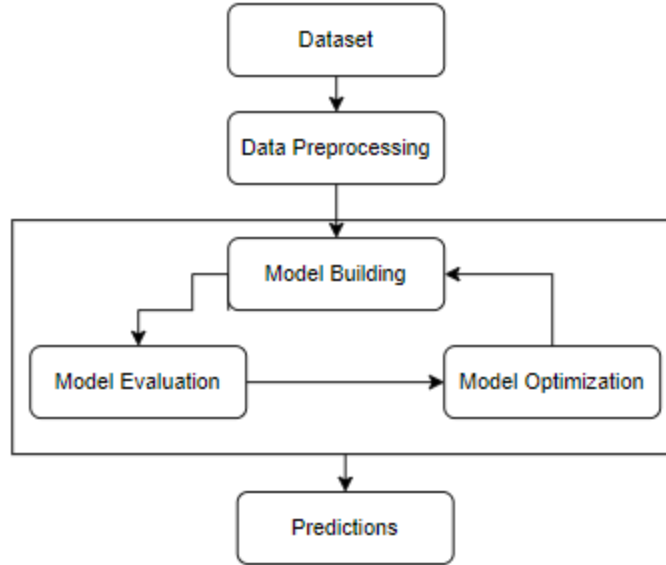 Dataset
Data Preprocessing
Model Building
Model Evaluation
Model Optimization
Predictions